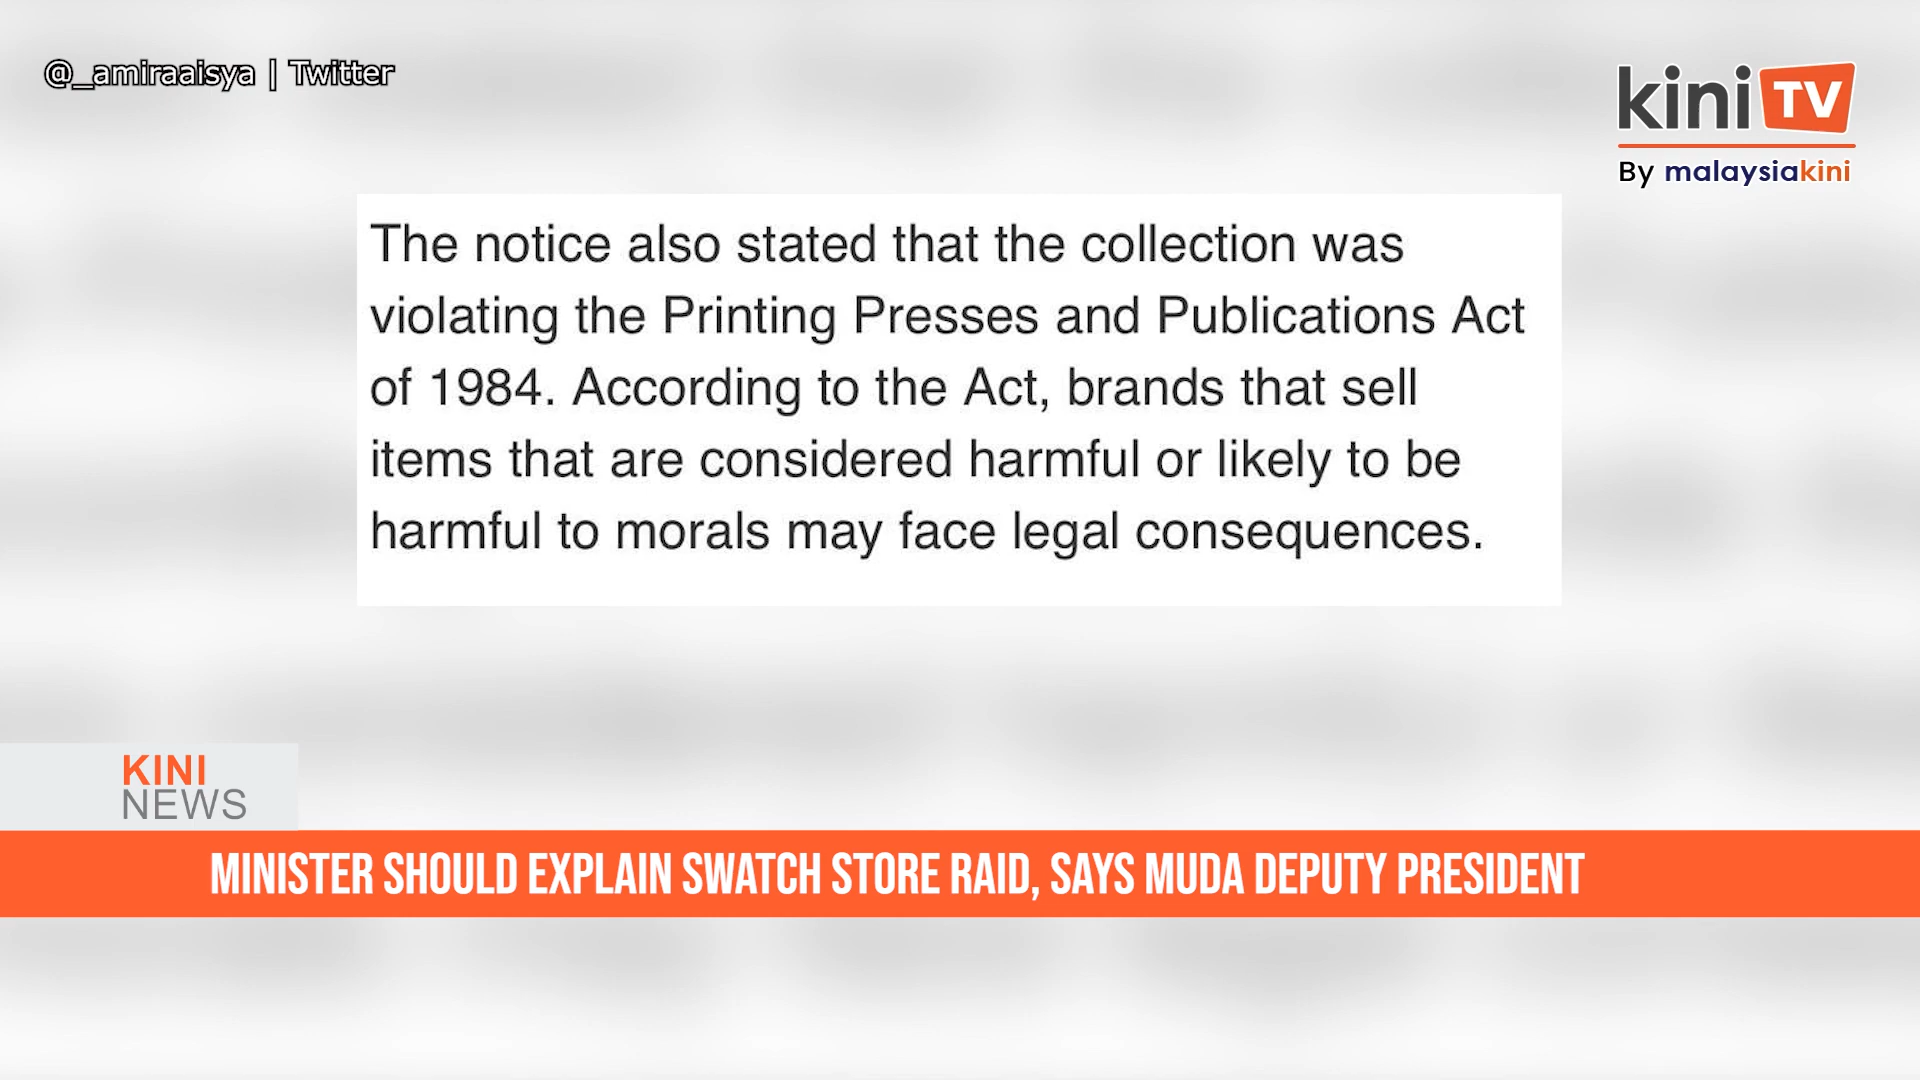 @_amiraaisya | Twitter
kini TV
By malaysiakini
The notice also stated that the collection was
violating the Printing Presses and Publications Act
of 1984. According to the Act, brands that sell
items that are considered harmful or likely to be
harmful to morals may face legal consequences.
KINI
NEWS
MINISTER SHOULD EXPLAIN SWATCH STORE RAID, SAYS MUDA DEPUTY PRESIDENT